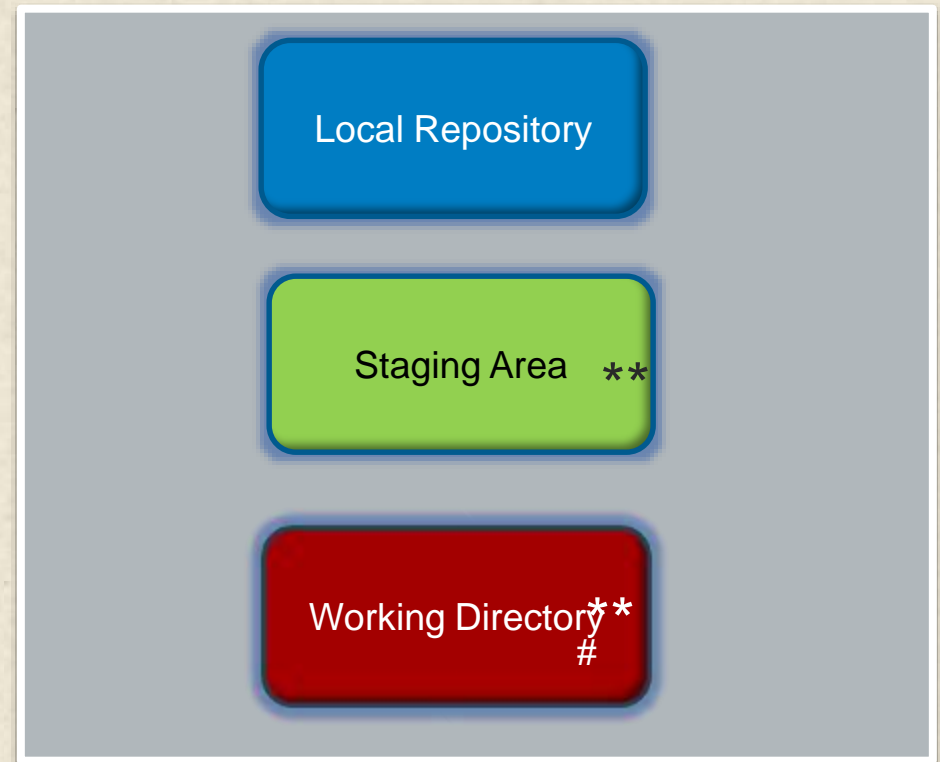 Local Repository
Staging Area **
Working Directory**
#